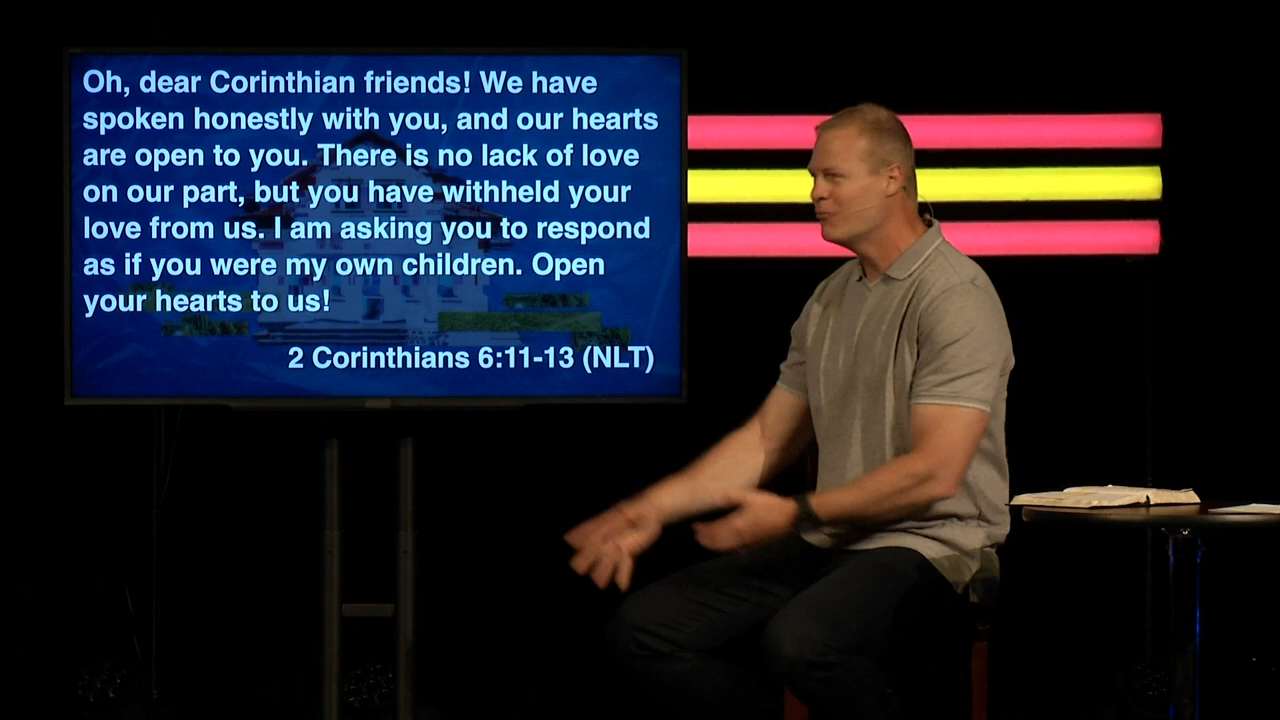 Oh, dear Corinthian friends! We have
spoken honestly with you, and our hearts
are open to you. There is no lack of love
on our part, but you have withheld your
love from us. I am asking you to respond
as if you were my own children. Open
your hearts to us!
2 Corinthians 6:11-13 (NLT)